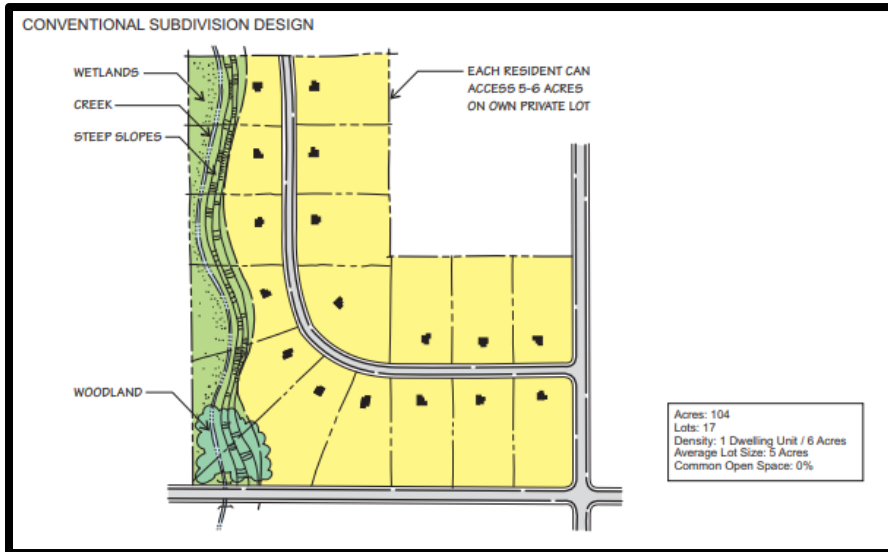 CONVENTIONAL SUBDIVISION DESIGN
WETLANDS
CREEK
STEEP SLOPES
EACH RESIDENT CAN
ACCESS 5-6 ACRES
ON OWN PRIVATE LOT
WOODLAND
Acres: 104
Lots: 17
Density: 1 Dwelling Unit / 6 Acres
Average Lot Size: 5 Acres
Common Open Space: 0%